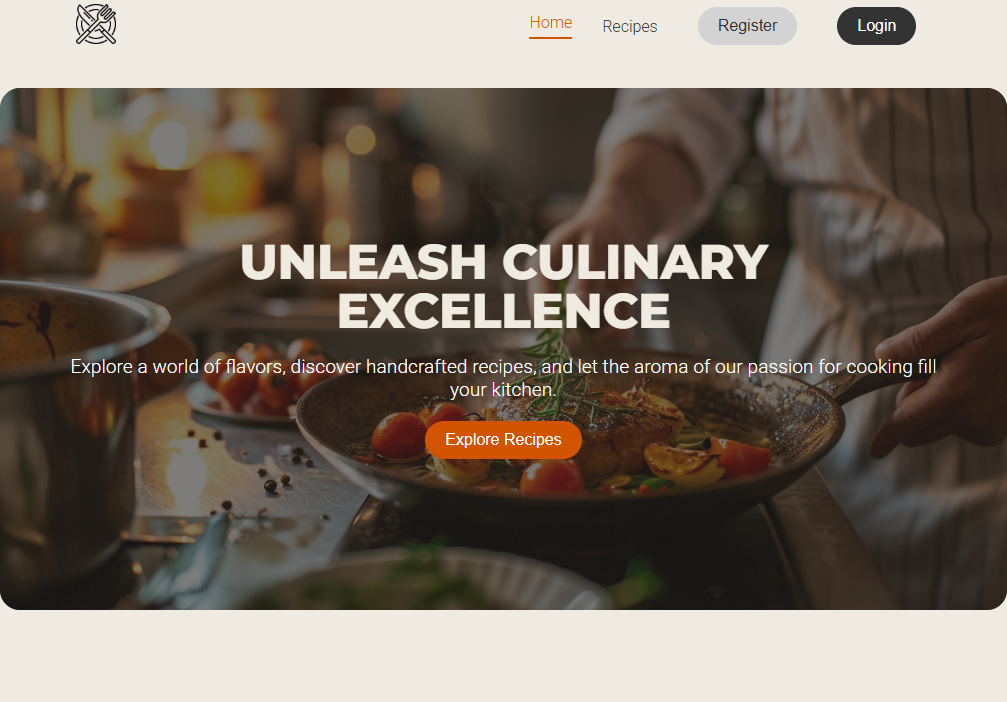 Home
Recipes
Register
Login
UNLEASH CULINARY
EXCELLENCE
Explore a world of flavors, discover handcrafted recipes, and let the aroma of our passion for cooking fill
your kitchen.
Explore Recipes